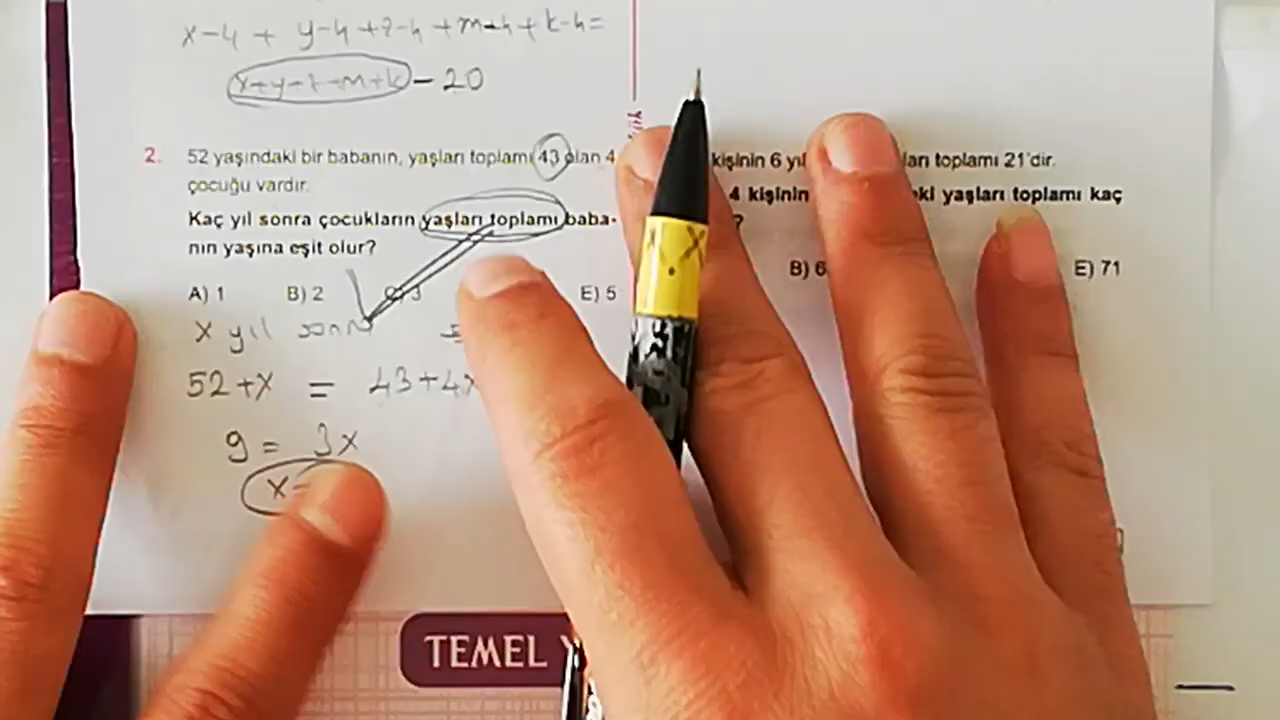 x-4 + y-4 + z-4 + m-4 + k-4 =
x+y+z+m+k - 20
2. 52 yaşındaki bir babanın, yaşları toplamı 43 olan 4
çocuğu vardır.
Kaç yıl sonra çocukların yaşları toplamı baba-
nın yaşına eşit olur?
A) 1 B) 2 C) 3 E) 5
x yıl sonra
52+x = 43+4x
9 = 3x
x=
kişinin 6 yıl toplamı 21'dir.
4 kişinin yaşları toplamı kaç
?
B) 6 E) 71
TEMEL